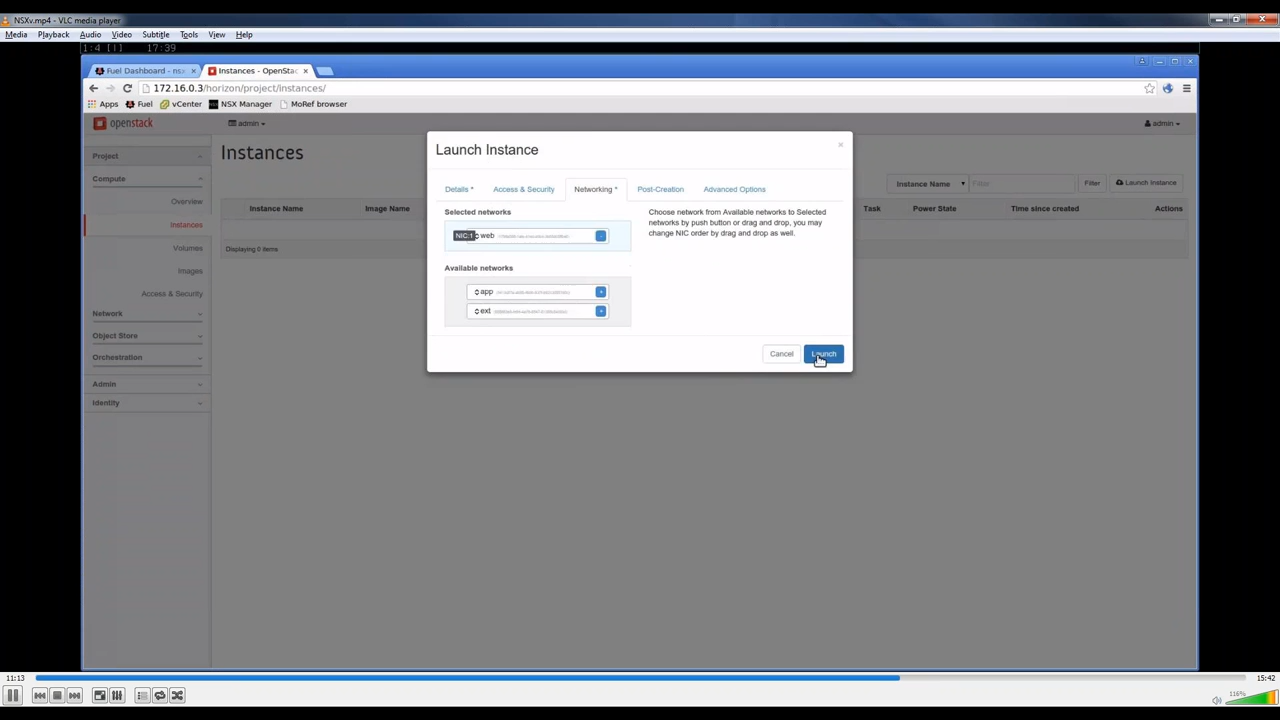 NSXv.mp4 - VLC media player
Media Playback Audio Video Subtitle Tools View Help
1:4 [ ] 17:39
Fuel Dashboard - nsx
Instances - OpenStac
172.16.0.3/horizon/project/instances/
Apps Fuel vCenter NSX Manager MoRef browser
openstack admin admin
Project
Compute
Overview
Instances
Volumes
Images
Access & Security
Network
Object Store
Orchestration
Admin
Identity
Instances
Instance Name Filter Filter Launch Instance
Instance Name Image Name Task Power State Time since created Actions
Displaying 0 items
Launch Instance
Details * Access & Security Networking * Post-Creation Advanced Options
Selected networks
NIC:1 web
Available networks
app
ext
Choose network from Available networks to Selected
networks by push button or drag and drop, you may
change NIC order by drag and drop as well.
Cancel Launch
11:13 15:42
116%